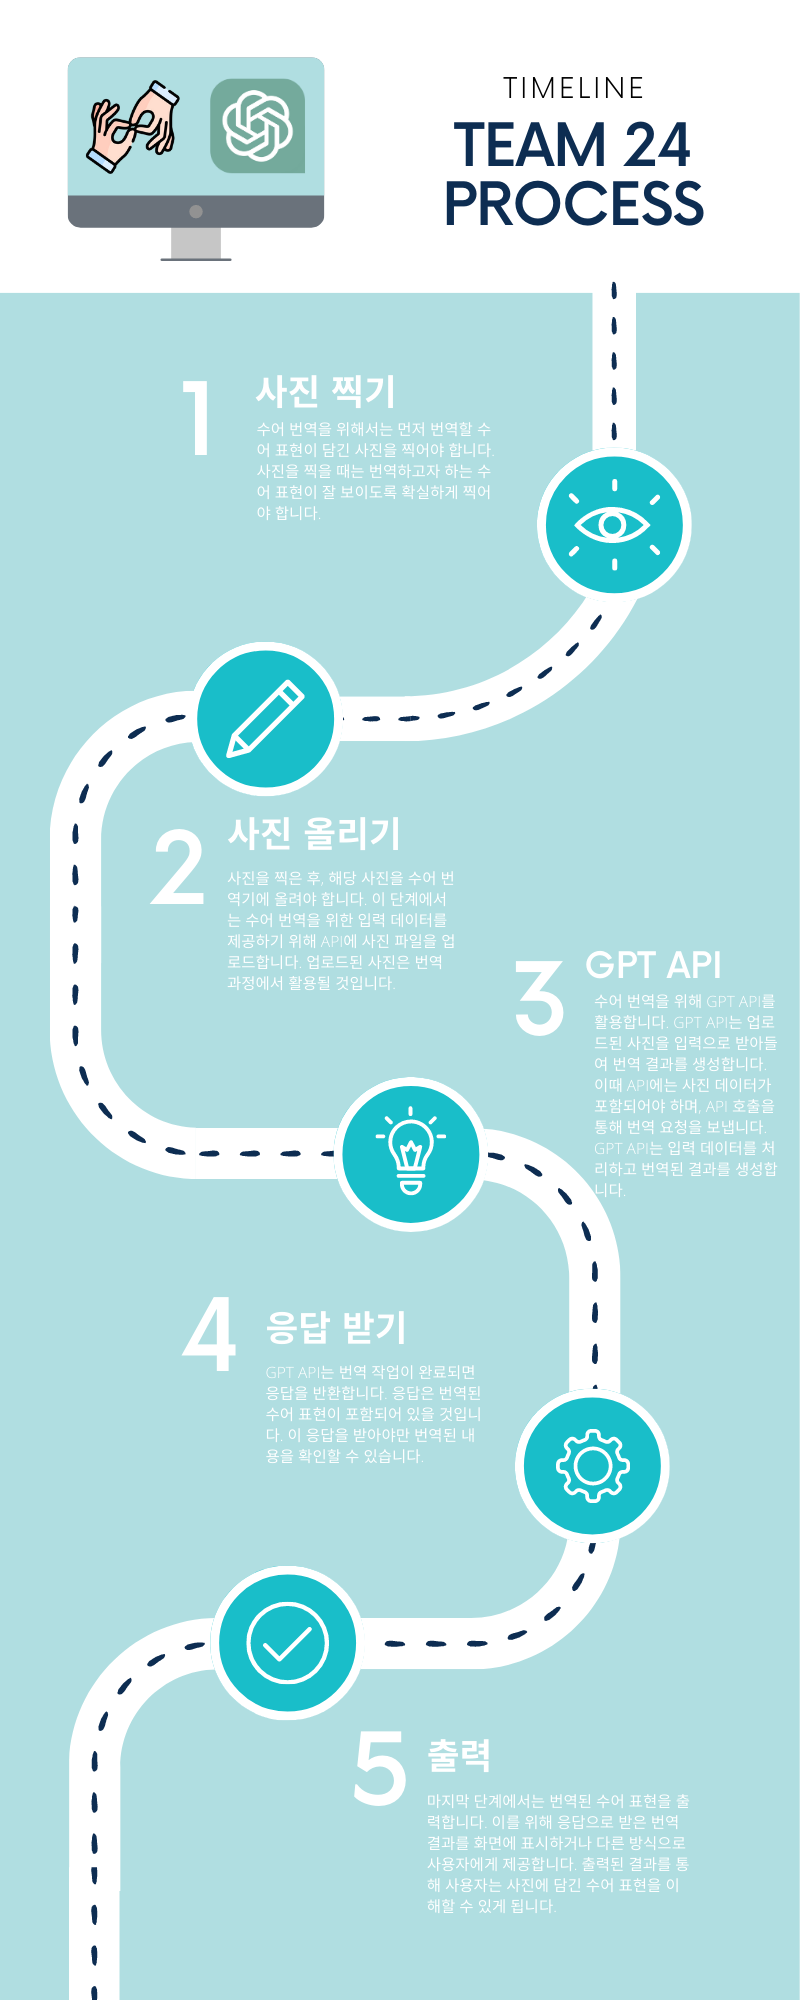 TIMELINE
TEAM 24
PROCESS
1
사진 찍기
수어 번역을 위해서는 먼저 번역할 수
어 표현이 담긴 사진을 찍어야 합니다.
사진을 찍을 때는 번역하고자 하는 수
어 표현이 잘 보이도록 확실하게 찍어
야 합니다.
2
사진 올리기
사진을 찍은 후, 해당 사진을 수어 번
역기에 올려야 합니다. 이 단계에서
는 수어 번역을 위한 입력 데이터를
제공하기 위해 API에 사진 파일을 업
로드합니다. 업로드된 사진은 번역
과정에서 활용될 것입니다.
3
GPT API
수어 번역을 위해 GPT API를
활용합니다. GPT API는 업로
드된 사진을 입력으로 받아들
여 번역 결과를 생성합니다.
이때 API에는 사진 데이터가
포함되어야 하며, API 호출을
통해 번역 요청을 보냅니다.
GPT API는 입력 데이터를 처
리하고 번역된 결과를 생성합
니다.
4
응답 받기
GPT API는 번역 작업이 완료되면
응답을 반환합니다. 응답은 번역된
수어 표현이 포함되어 있을 것입니
다. 이 응답을 받아야만 번역된 내
용을 확인할 수 있습니다.
5
출력
마지막 단계에서는 번역된 수어 표현을 출
력합니다. 이를 위해 응답으로 받은 번역
결과를 화면에 표시하거나 다른 방식으로
사용자에게 제공합니다. 출력된 결과를 통
해 사용자는 사진에 담긴 수어 표현을 이
해할 수 있게 됩니다.